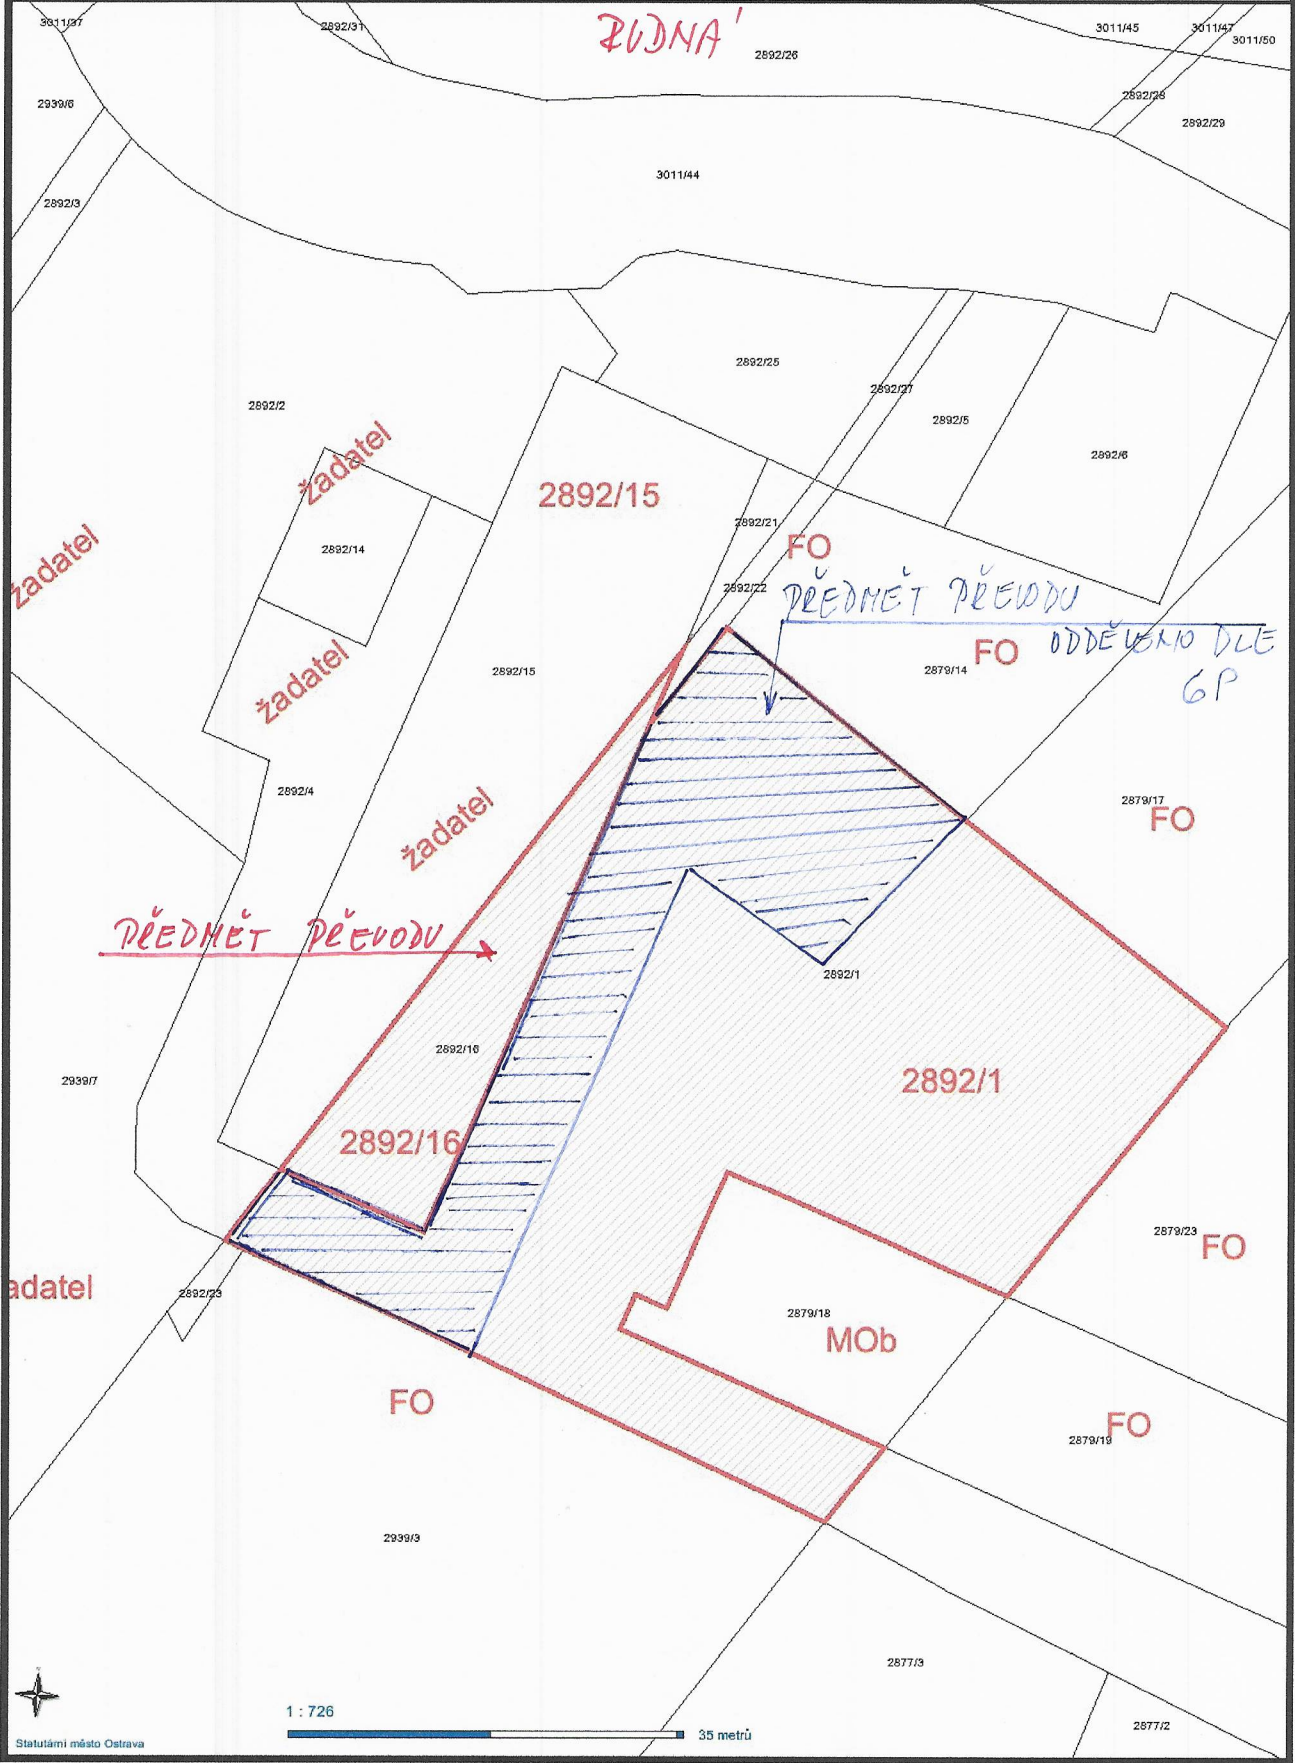 3011/37
2892/31
RUDNÁ
2892/26
3011/45
3011/47
3011/50
2939/6
2892/28
2892/29
3011/44
2892/3
2892/25
2892/27
2892/2
2892/5
2892/6
žadatel
2892/15
2892/14
2892/21
FO
žadatel
2892/22
PŘEDMĚT PŘEVODU
ODDĚLENO DLE
GP
FO
2879/14
2892/15
žadatel
2892/4
2879/17
FO
žadatel
PŘEDMĚT PŘEVODU
2892/1
2892/16
2939/7
2892/1
2892/16
2879/23
FO
adatel
2892/23
2879/18
MOb
FO
FO
2879/19
2939/3
2877/3
1 : 726
35 metrů
2877/2
Statutární město Ostrava